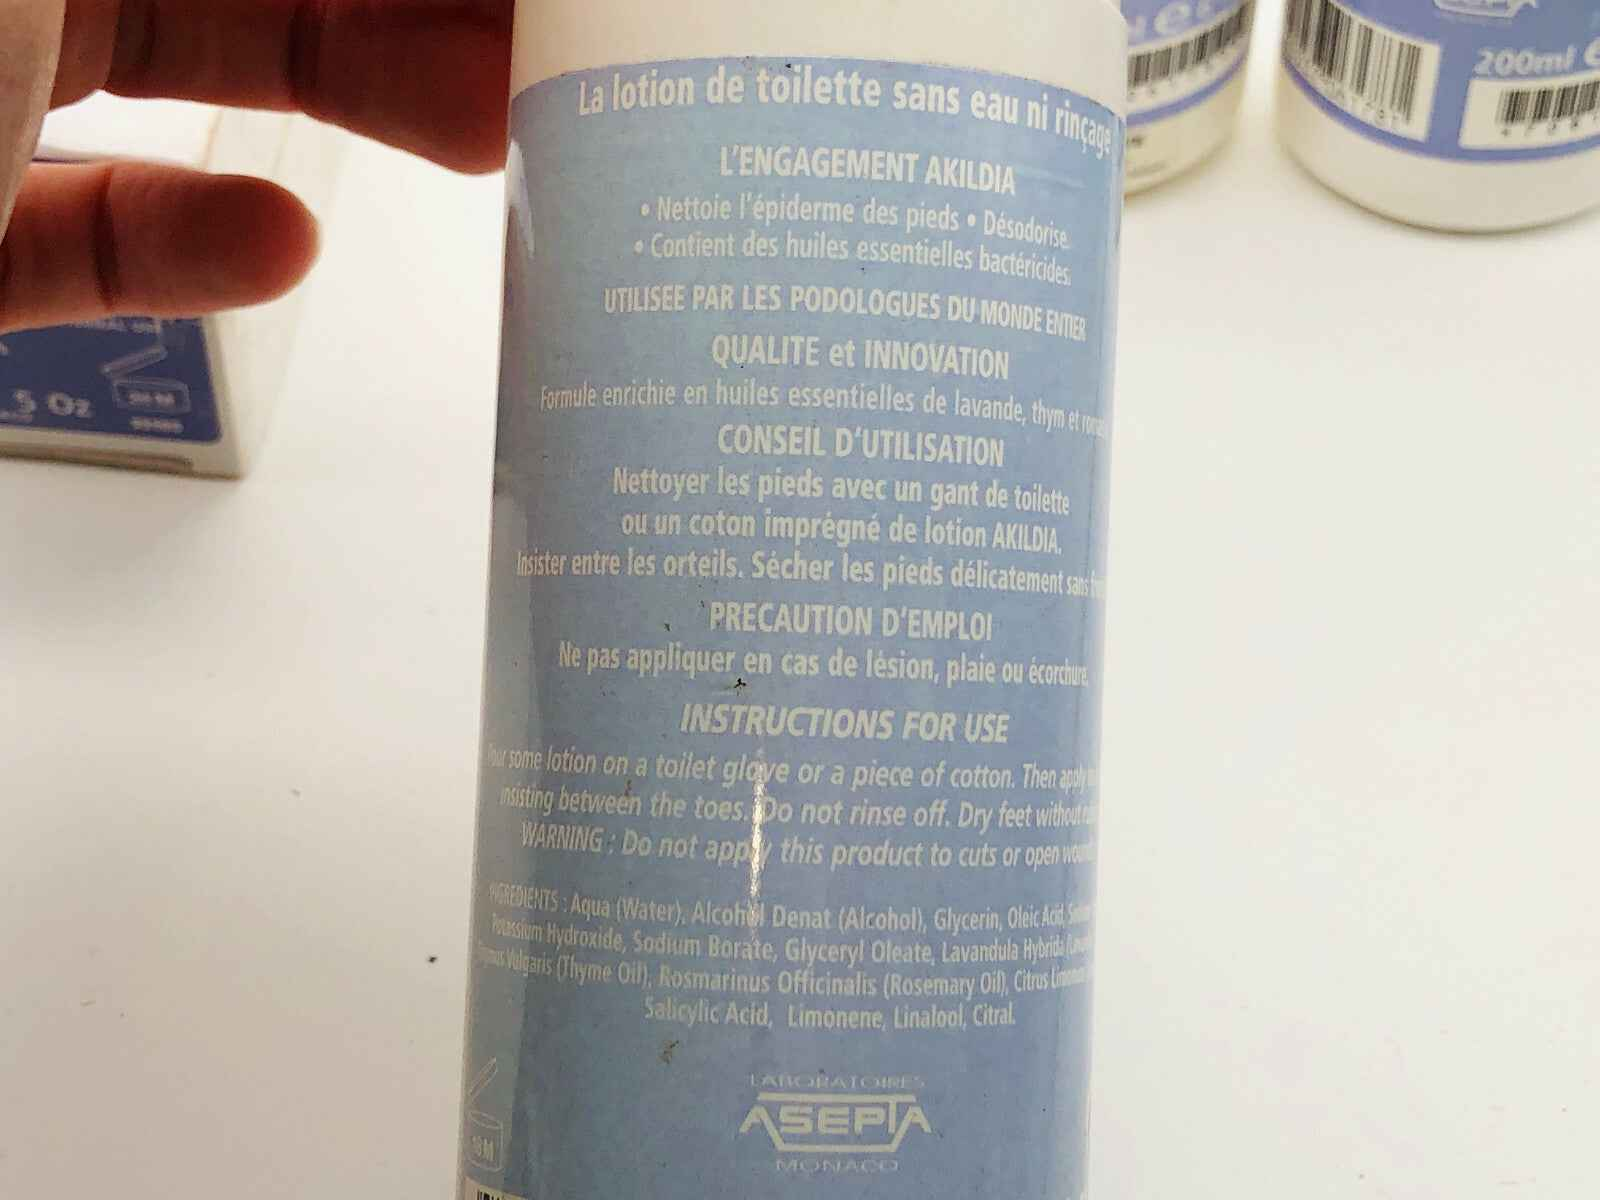 La lotion de toilette sans eau ni rinçage
L'ENGAGEMENT AKILDIA
• Nettoie l'épiderme des pieds • Désodorise.
• Contient des huiles essentielles bactéricides.
UTILISEE PAR LES PODOLOGUES DU MONDE ENTIER
QUALITE et INNOVATION
Formule enrichie en huiles essentielles de lavande, thym et
CONSEIL D'UTILISATION
Nettoyer les pieds avec un gant de toilette
ou un coton imprégné de lotion AKILDIA.
Insister entre les orteils. Sécher les pieds délicatement sans
PRECAUTION D'EMPLOI
Ne pas appliquer en cas de lésion, plaie ou écorchure.
INSTRUCTIONS FOR USE
some lotion on a toilet glove or a piece of cotton. Then apply
insisting between the toes. Do not rinse off. Dry feet without
WARNING : Do not apply this product to cuts or open
INGREDIENTS : Aqua (Water), Alcohol Denat (Alcohol), Glycerin, Oleic Acid,
Potassium Hydroxide, Sodium Borate, Glyceryl Oleate, Lavandula Hybrida
Vulgaris (Thyme Oil), Rosmarinus Officinalis (Rosemary Oil), Citrus
Salicylic Acid, Limonene, Linalool, Citral.
LABORATOIRES
ASEPTA
MONACO
18 M
200ml e
5 Oz